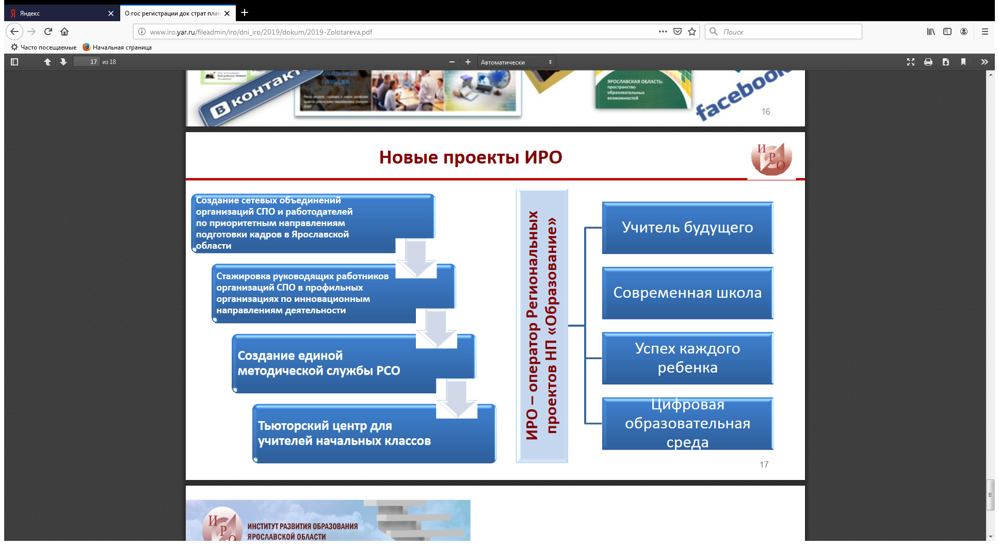 Яндекс
О гос регистрации док страт план
www.iro.yar.ru/fileadmin/iro/dni_iro/2019/dokum/2019-Zolotareva.pdf
Поиск
Часто посещаемые
Начальная страница
17 из 18
Автоматически
В контакте
ЯРОСЛАВСКАЯ ОБЛАСТЬ:
пространство
образовательных
возможностей
facebook
16
Новые проекты ИРО
И Р О
Создание сетевых объединений
организаций СПО и работодателей
по приоритетным направлениям
подготовки кадров в Ярославской
области
Стажировка руководящих работников
организаций СПО в профильных
организациях по инновационным
направлениям деятельности
Создание единой
методической службы РСО
Тьюторский центр для
учителей начальных классов
ИРО – оператор Региональных
проектов НП «Образование»
Учитель будущего
Современная школа
Успех каждого
ребенка
Цифровая
образовательная
среда
17
И Р О
ИНСТИТУТ РАЗВИТИЯ ОБРАЗОВАНИЯ
ЯРОСЛАВСКОЙ ОБЛАСТИ